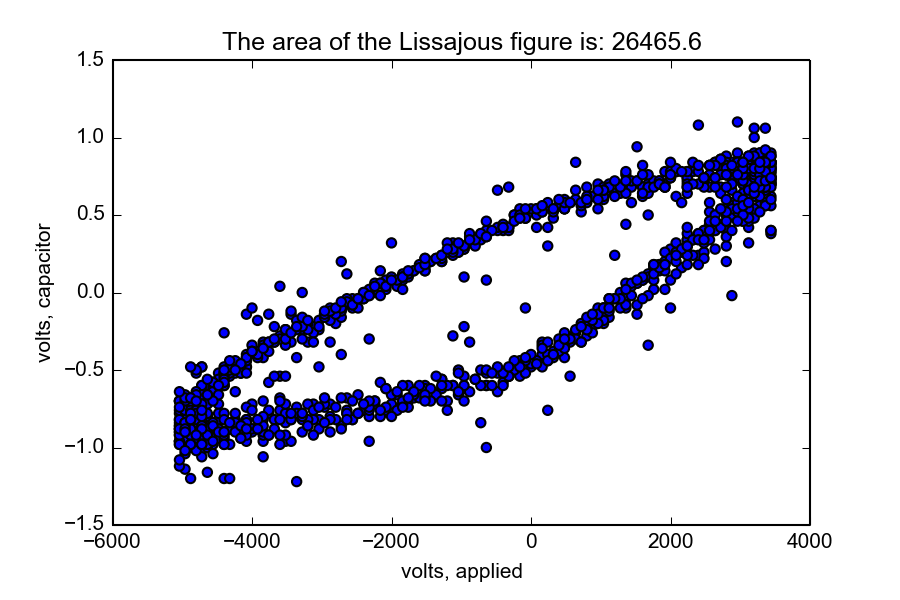 The area of the Lissajous figure is: 26465.6
1.5
1.0
0.5
0.0
−0.5
−1.0
−1.5
−6000 −4000 −2000 0 2000 4000
volts, capacitor
volts, applied